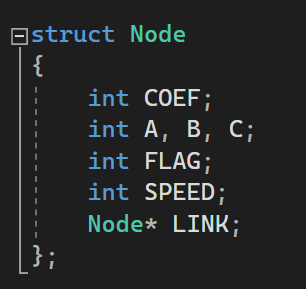 struct Node
{
int COEF;
int A, B, C;
int FLAG;
int SPEED;
Node* LINK;
};